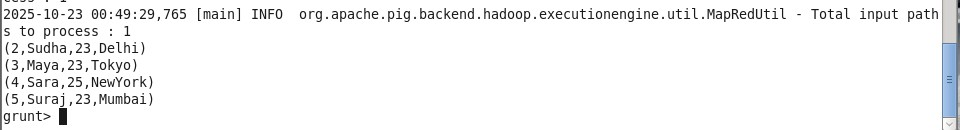 2025-10-23 00:49:29,765 [main] INFO  org.apache.pig.backend.hadoop.executionengine.util.MapRedUtil - Total input path
s to process : 1
(2,Sudha,23,Delhi)
(3,Maya,23,Tokyo)
(4,Sara,25,NewYork)
(5,Suraj,23,Mumbai)
grunt>